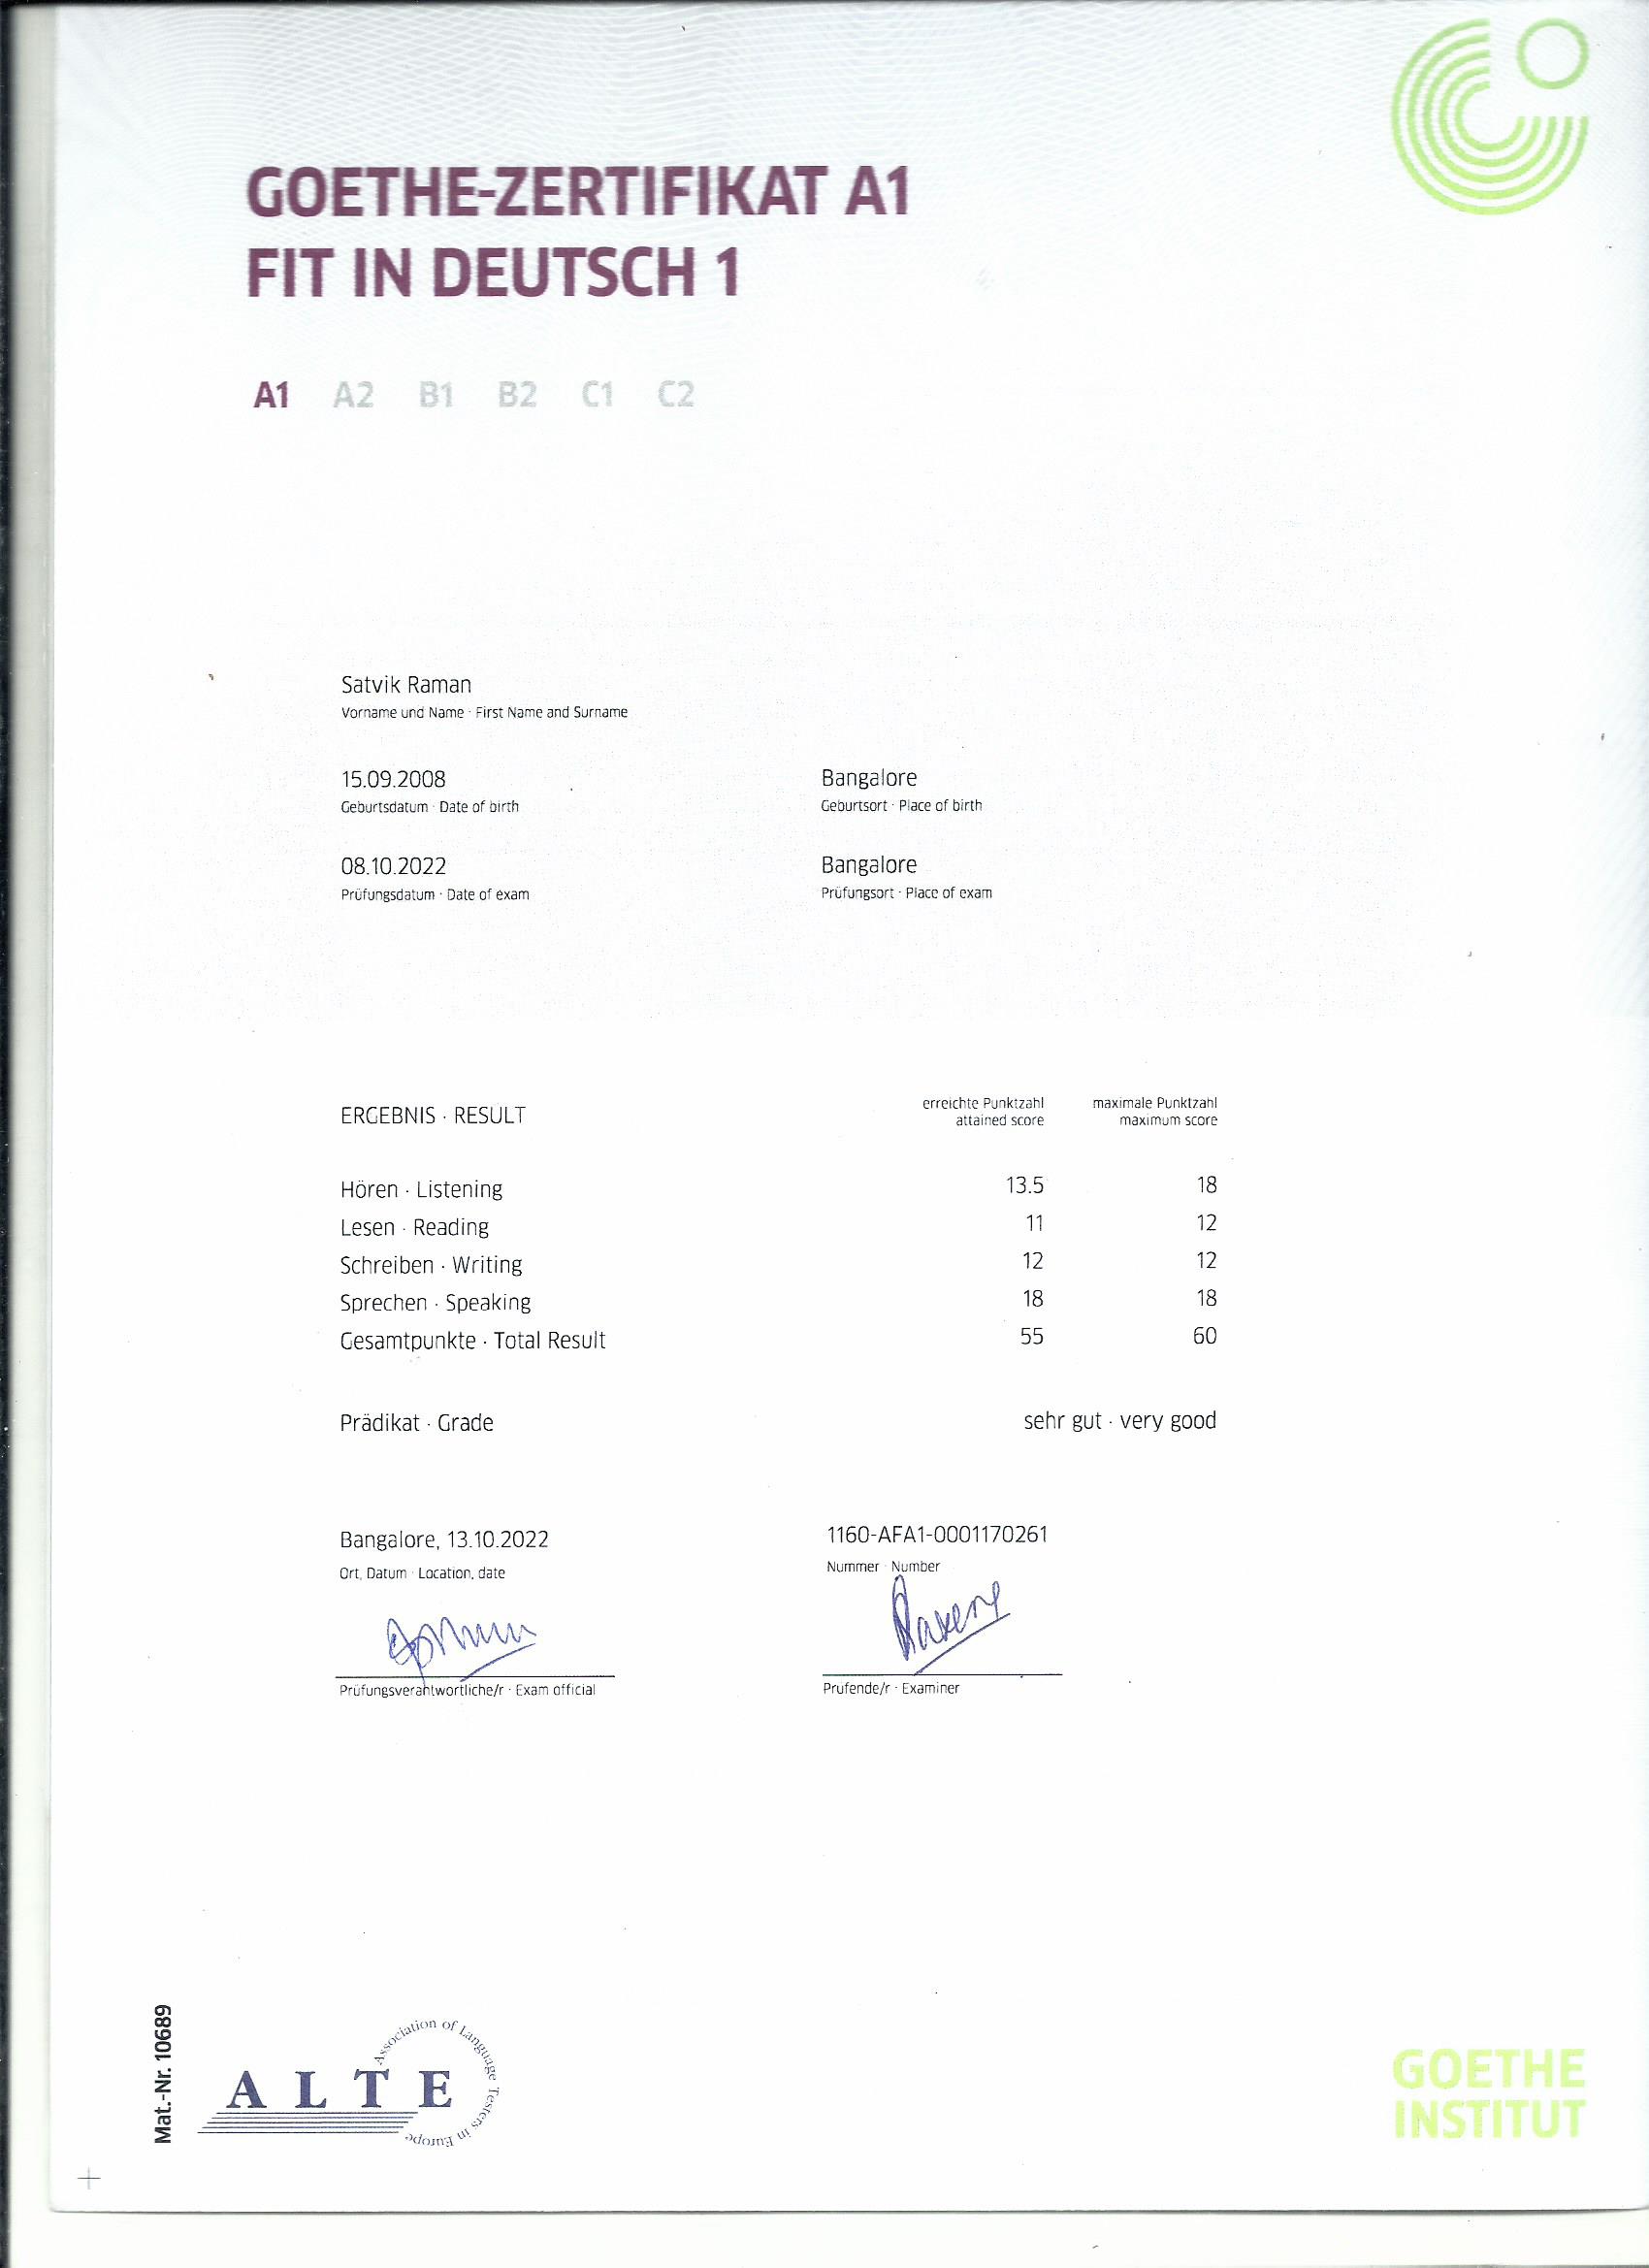 GOETHE-ZERTIFIKAT A1
FIT IN DEUTSCH 1
A1 A2 B1 B2 C1 C2
Satvik Raman
Vorname und Name · First Name and Surname
15.09.2008 Bangalore
Geburtsdatum · Date of birth Geburtsort · Place of birth
08.10.2022 Bangalore
Prüfungsdatum · Date of exam Prüfungsort · Place of exam
erreichte Punktzahl maximale Punktzahl
ERGEBNIS · RESULT attained score maximum score
Hören · Listening 13.5 18
Lesen · Reading 11 12
Schreiben · Writing 12 12
Sprechen · Speaking 18 18
Gesamtpunkte · Total Result 55 60
Prädikat · Grade sehr gut · very good
Bangalore, 13.10.2022 1160-AFA1-0001170261
Ort, Datum · Location, date Nummer · Number
Prüfungsverantwortliche/r · Exam official Prüfende/r · Examiner
Mat.-Nr. 10689
ALTE
Association of Language Testers in Europe
GOETHE
INSTITUT